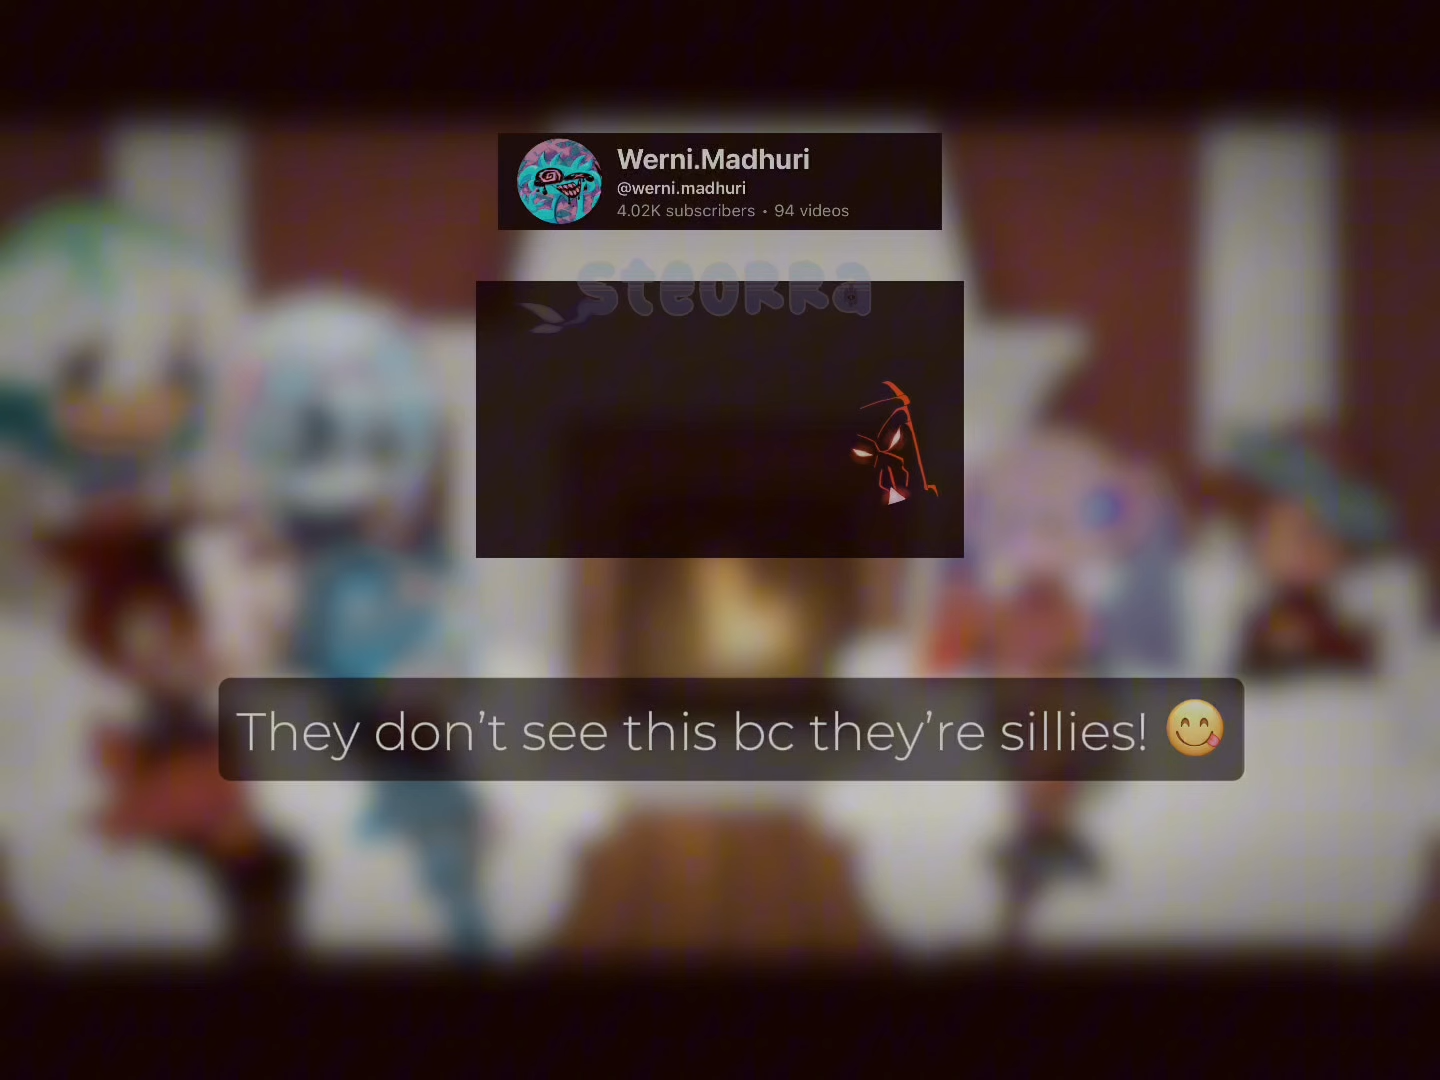 Werni.Madhuri
@werni.madhuri
4.02K subscribers • 94 videos
steorra
They don’t see this bc they’re sillies! 😋